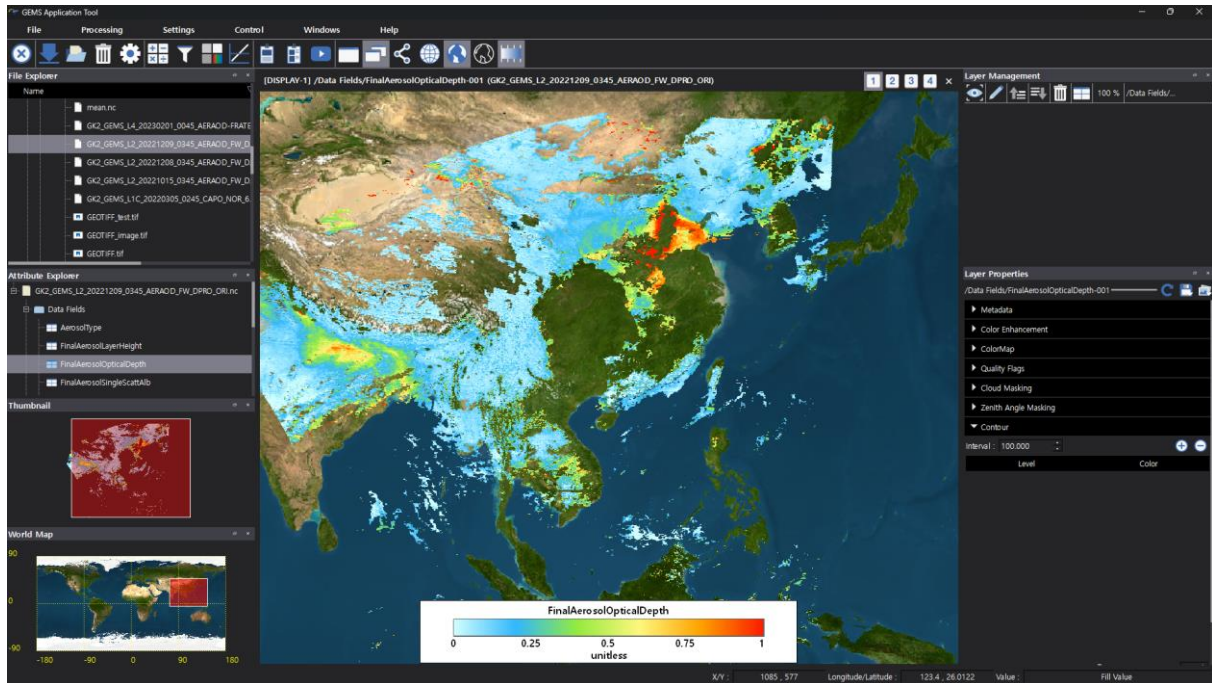 GEMS Application Tool
File Processing Settings Control Windows Help
File Explorer
Name
mean.nc
GK2_GEMS_L4_20230201_0045_AERAOD-FRATE
GK2_GEMS_L2_20221209_0345_AERAOD_FW_D
GK2_GEMS_L2_20221208_0345_AERAOD_FW_D
GK2_GEMS_L2_20221015_0345_AERAOD_FW_D
GK2_GEMS_L1C_20220305_0245_CAPO_NOR_6
GEOTIFF_test.tif
GEOTIFF_image.tif
GEOTIFF.tif
Attribute Explorer
GK2_GEMS_L2_20221209_0345_AERAOD_FW_DPRO_ORI.nc
Data Fields
AerosolType
FinalAerosolLayerHeight
FinalAerosolOpticalDepth
FinalAerosolSingleScattAlb
Thumbnail
World Map
90
0
-90
-180 -90 0 90 180
[DISPLAY-1] /Data Fields/FinalAerosolOpticalDepth-001 (GK2_GEMS_L2_20221209_0345_AERAOD_FW_DPRO_ORI)
1 2 3 4
FinalAerosolOpticalDepth
0 0.25 0.5 0.75 1
unitless
Layer Management
100 % /Data Fields/...
Layer Properties
/Data Fields/FinalAerosolOpticalDepth-001
Metadata
Color Enhancement
ColorMap
Quality Flags
Cloud Masking
Zenith Angle Masking
Contour
Interval : 100.000
Level Color
X/Y : 1085 , 577 Longitude/Latitude : 123.4 , 26.0122 Value : Fill Value